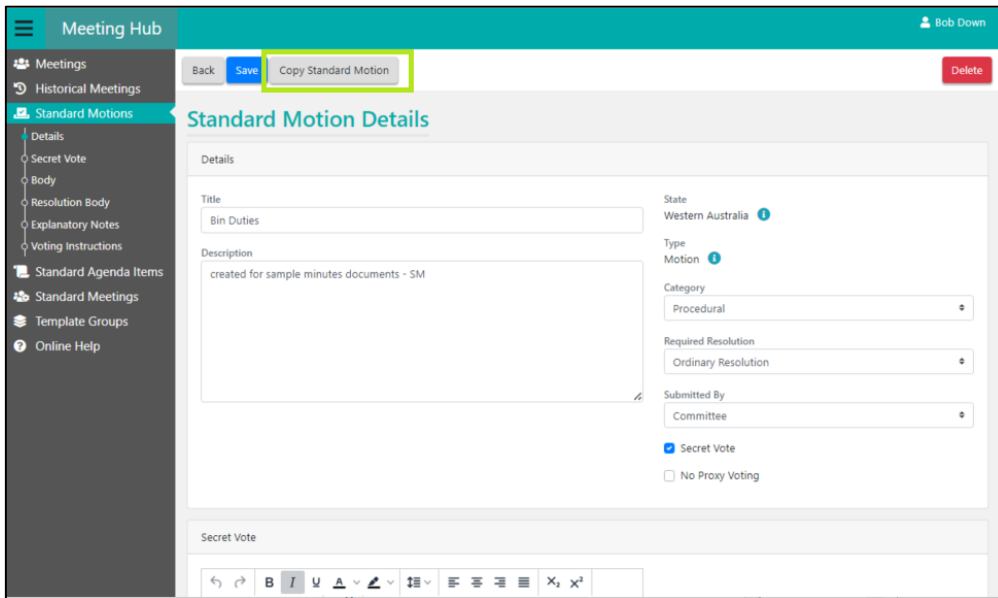 Meeting Hub
Bob Down
Meetings
Historical Meetings
Standard Motions
Details
Secret Vote
Body
Resolution Body
Explanatory Notes
Voting Instructions
Standard Agenda Items
Standard Meetings
Template Groups
Online Help
Back Save Copy Standard Motion Delete
Standard Motion Details
Details
Title
Bin Duties
Description
created for sample minutes documents - SM
State
Western Australia
Type
Motion
Category
Procedural
Required Resolution
Ordinary Resolution
Submitted By
Committee
Secret Vote
No Proxy Voting
Secret Vote
B I U A X₂ X²